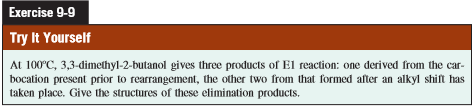 Exercise 9-9
Try It Yourself
At 100°C, 3,3-dimethyl-2-butanol gives three products of E1 reaction: one derived from the car-
bocation present prior to rearrangement, the other two from that formed after an alkyl shift has
taken place. Give the structures of these elimination products.